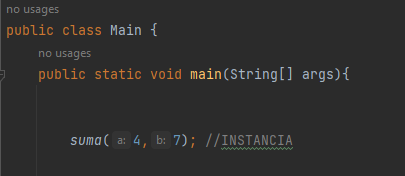 no usages
public class Main {
no usages
public static void main(String[] args){
suma( a: 4, b: 7); //INSTANCIA